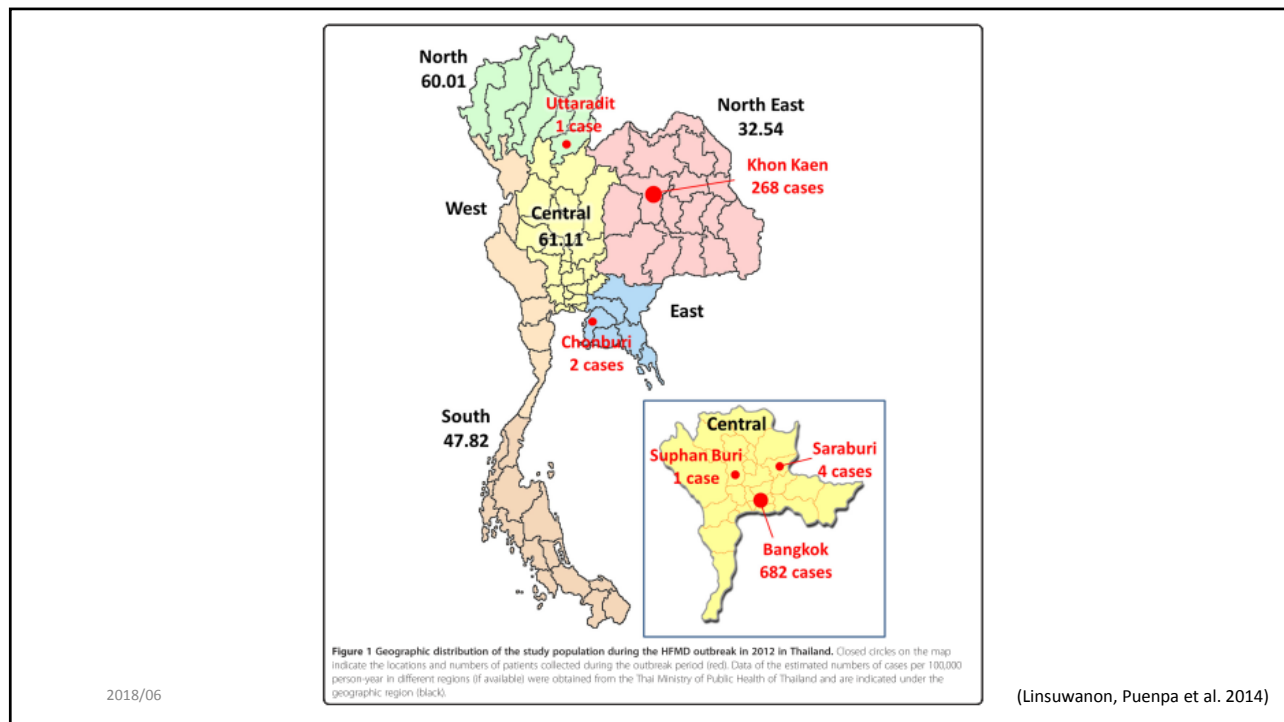 North
60.01
Uttaradit
1 case
North East
32.54
Khon Kaen
268 cases
West
Central
61.11
East
Chonburi
2 cases
South
47.82
Central
Suphan Buri
1 case
Saraburi
4 cases
Bangkok
682 cases
Figure 1 Geographic distribution of the study population during the HFMD outbreak in 2012 in Thailand. Closed circles on the map
indicate the locations and numbers of patients collected during the outbreak period (red). Data of the estimated numbers of cases per 100,000
person-year in different regions (if available) were obtained from the Thai Ministry of Public Health of Thailand and are indicated under the
geographic region (black).
2018/06
(Linsuwanon, Puenpa et al. 2014)